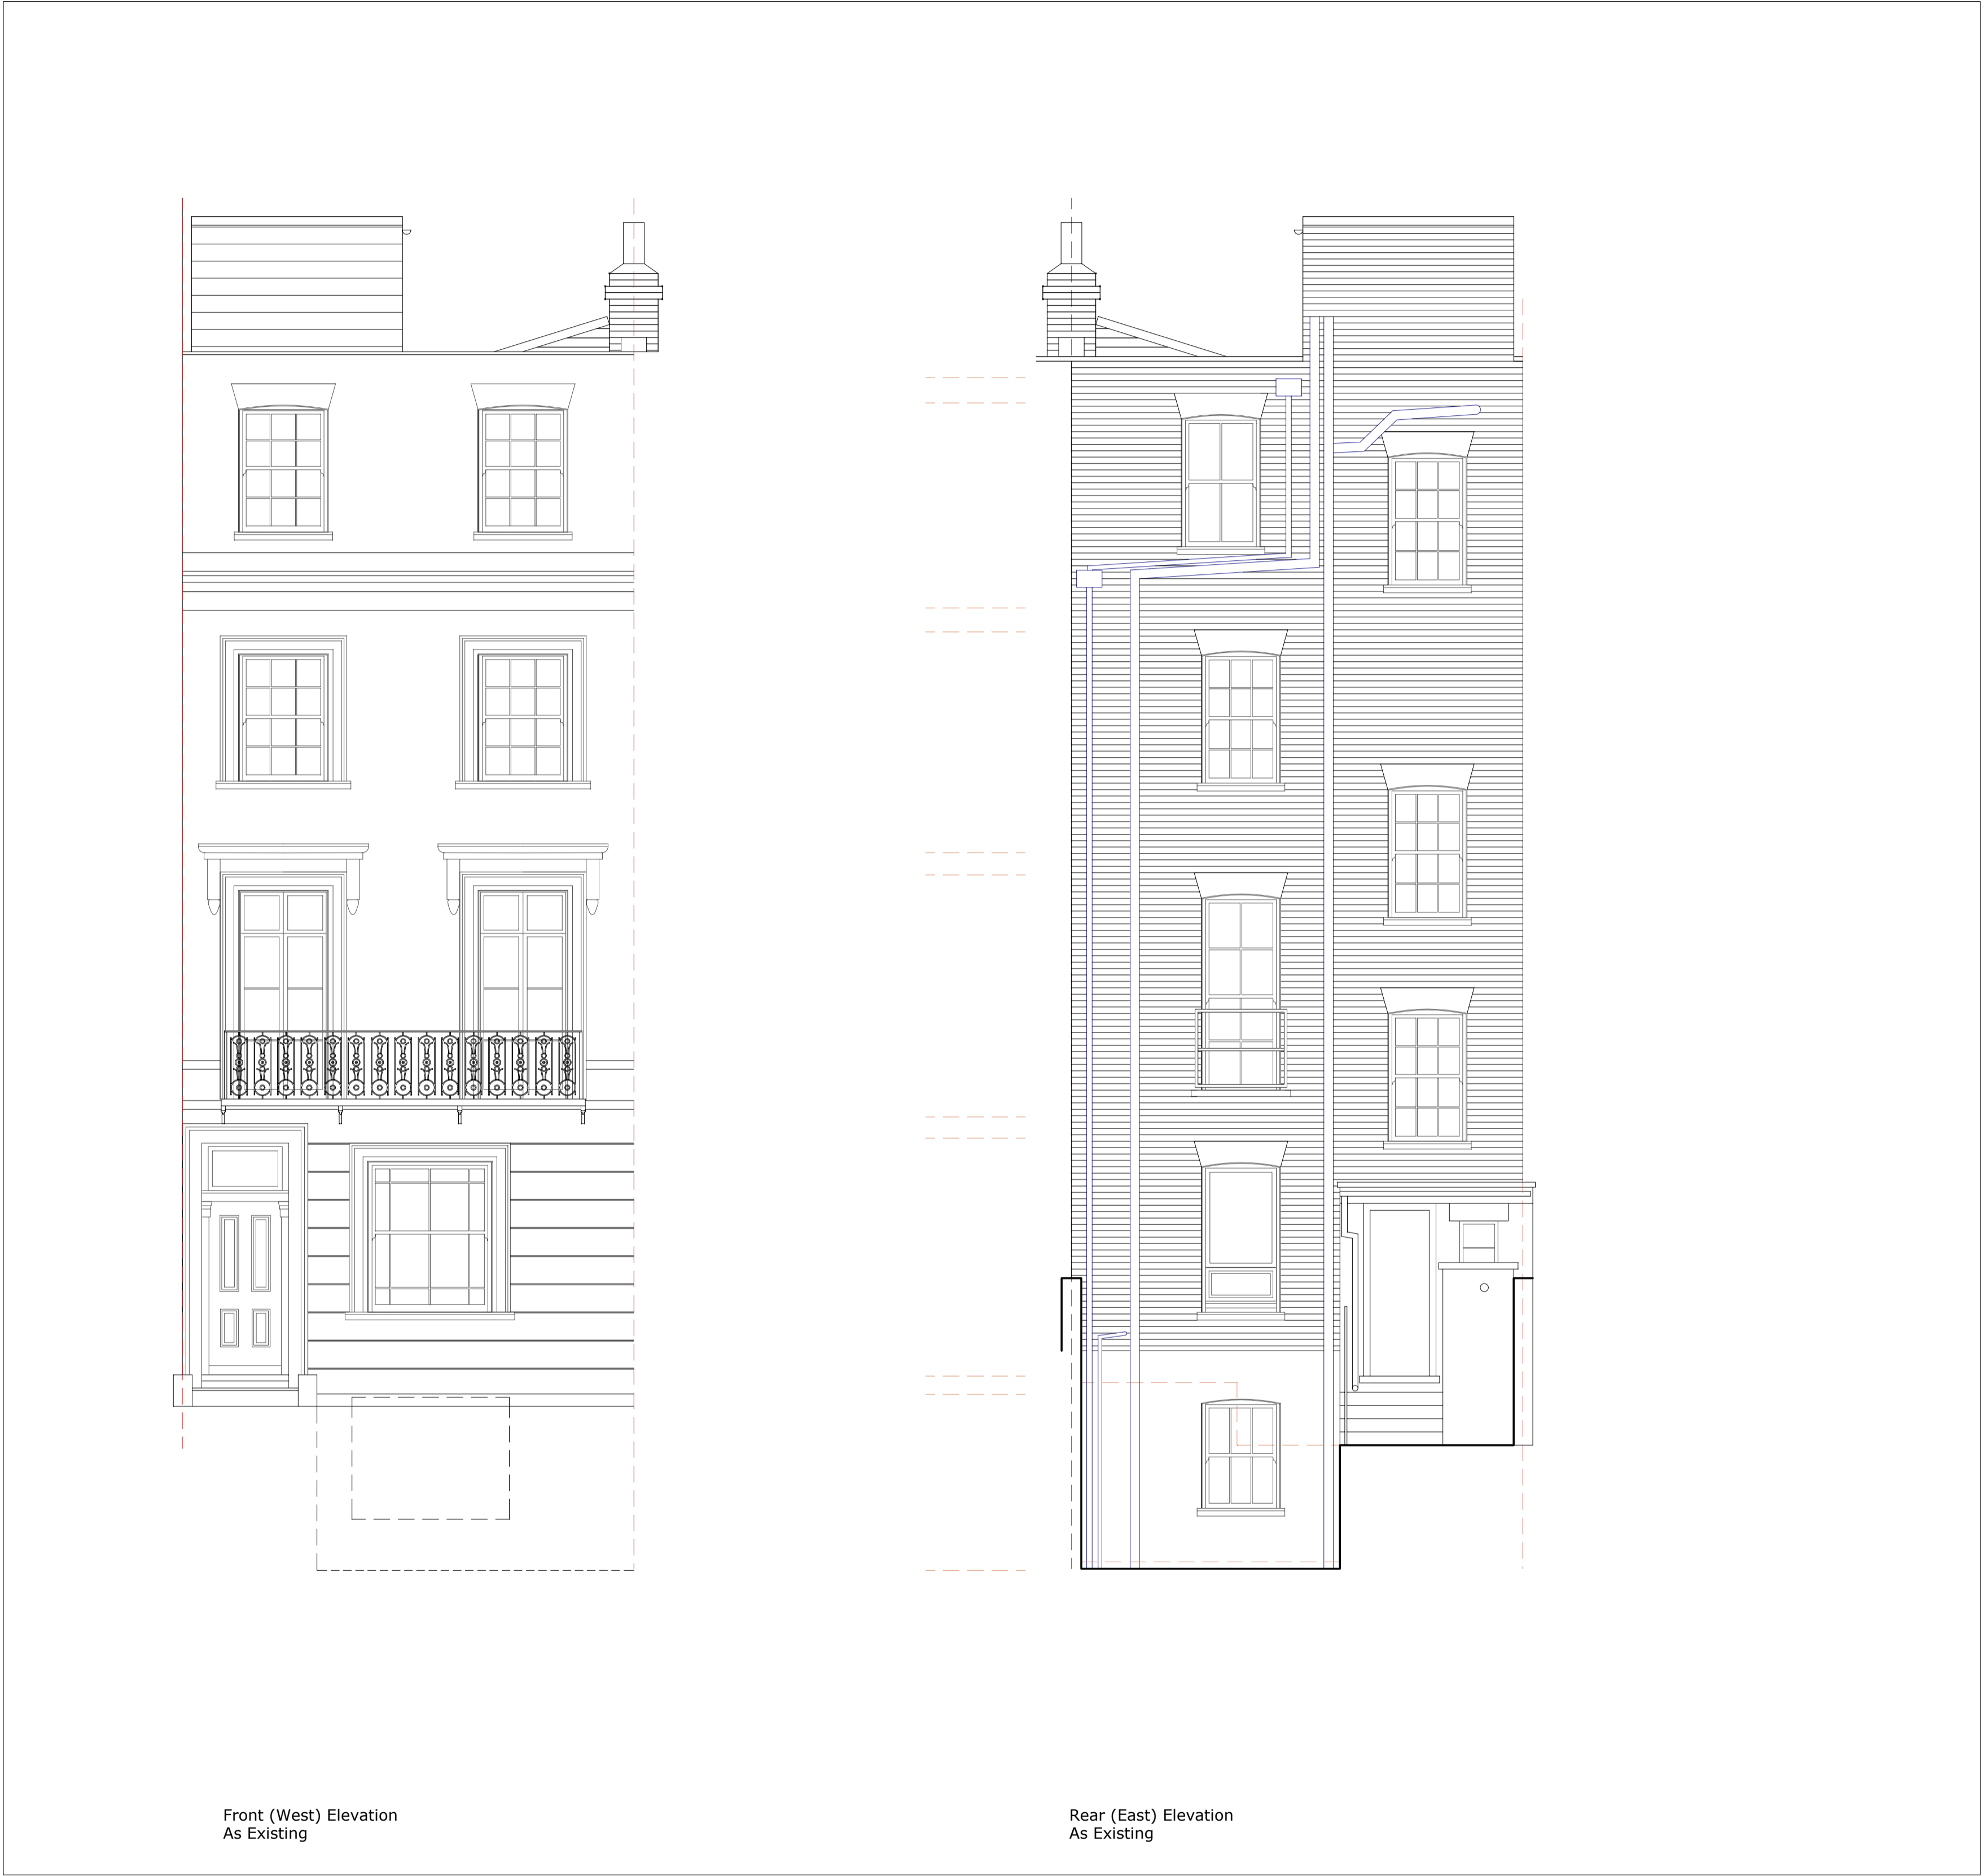 Front (West) Elevation
As Existing
Rear (East) Elevation
As Existing